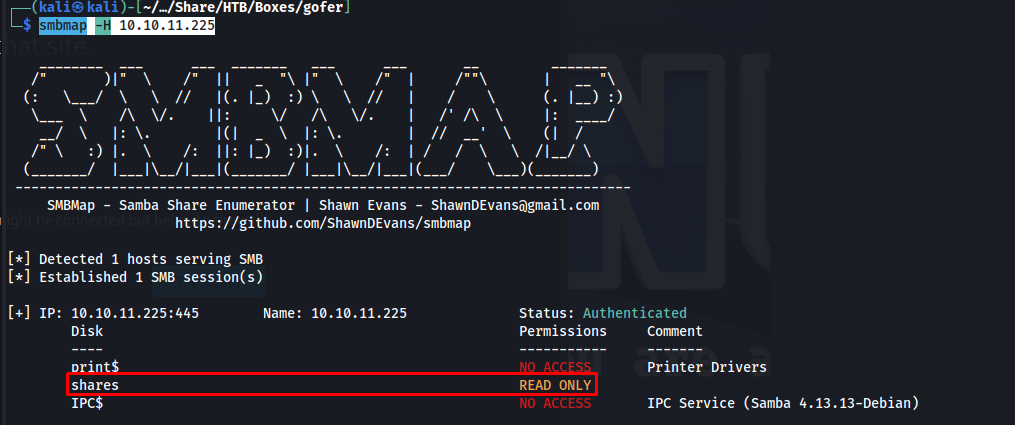 (kali㉿kali)-[~/…/Share/HTB/Boxes/gofer]
$ smbmap -H 10.10.11.225
SMBMAP
SMBMap - Samba Share Enumerator | Shawn Evans - ShawnDEvans@gmail.com
https://github.com/ShawnDEvans/smbmap
[*] Detected 1 hosts serving SMB
[*] Established 1 SMB session(s)
[+] IP: 10.10.11.225:445 Name: 10.10.11.225 Status: Authenticated
Disk Permissions Comment
---- ----------- -------
print$ NO ACCESS Printer Drivers
shares READ ONLY
IPC$ NO ACCESS IPC Service (Samba 4.13.13-Debian)